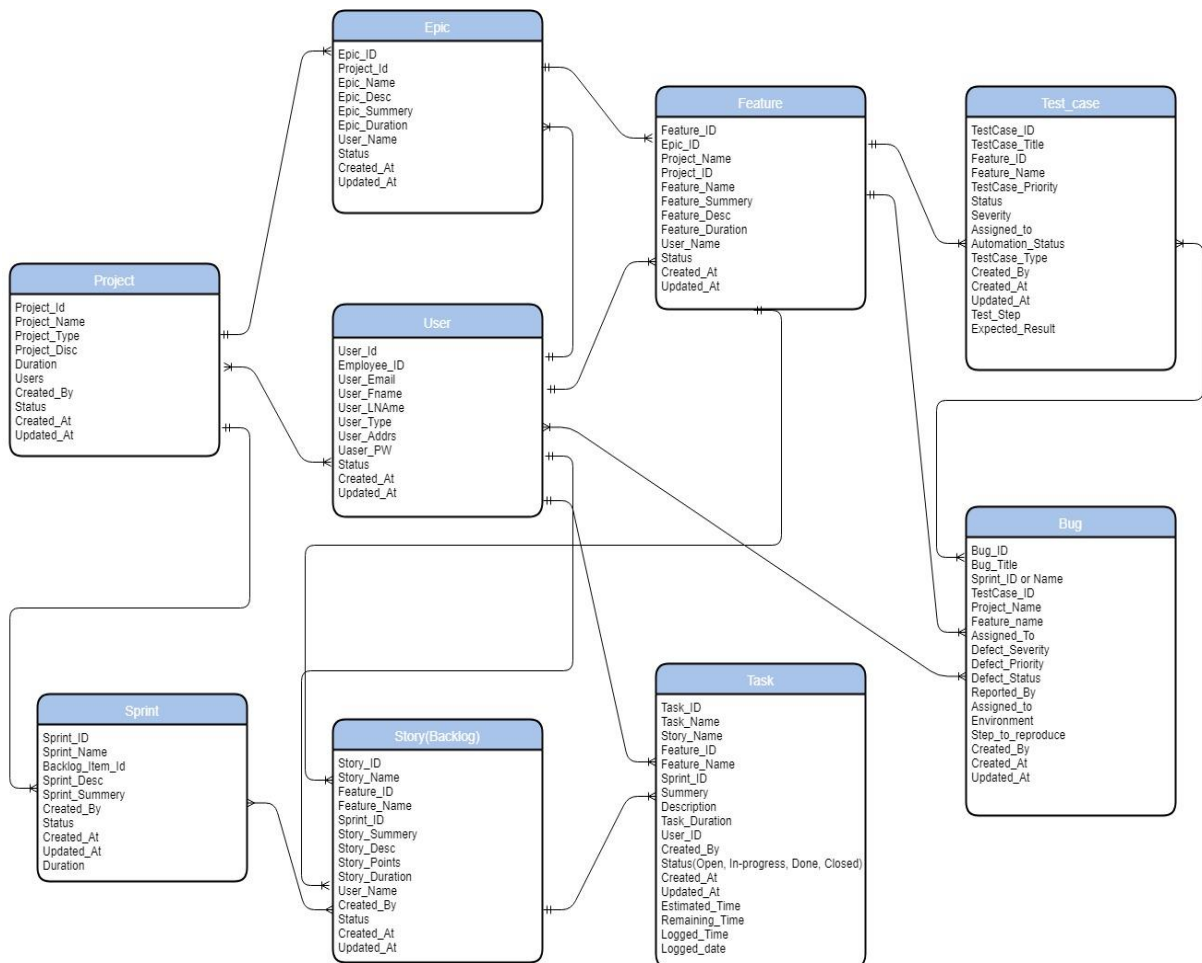 Epic
Epic_ID
Project_Id
Epic_Name
Epic_Desc
Epic_Summery
Epic_Duration
User_Name
Status
Created_At
Updated_At
Feature
Feature_ID
Epic_ID
Project_Name
Project_ID
Feature_Name
Feature_Summery
Feature_Desc
Feature_Duration
User_Name
Status
Created_At
Updated_At
Test_case
TestCase_ID
TestCase_Title
Feature_ID
Feature_Name
TestCase_Priority
Status
Severity
Assigned_to
Automation_Status
TestCase_Type
Created_By
Created_At
Updated_At
Test_Step
Expected_Result
Project
Project_Id
Project_Name
Project_Type
Project_Disc
Duration
Users
Created_By
Status
Created_At
Updated_At
User
User_Id
Employee_ID
User_Email
User_Fname
User_LNAme
User_Type
User_Addrs
Uaser_PW
Status
Created_At
Updated_At
Bug
Bug_ID
Bug_Title
Sprint_ID or Name
TestCase_ID
Project_Name
Feature_name
Assigned_To
Defect_Severity
Defect_Priority
Defect_Status
Reported_By
Assigned_to
Environment
Step_to_reproduce
Created_By
Created_At
Updated_At
Sprint
Sprint_ID
Sprint_Name
Backlog_Item_Id
Sprint_Desc
Sprint_Summery
Created_By
Status
Created_At
Updated_At
Duration
Story(Backlog)
Story_ID
Story_Name
Feature_ID
Feature_Name
Sprint_ID
Story_Summery
Story_Desc
Story_Points
Story_Duration
User_Name
Created_By
Status
Created_At
Updated_At
Task
Task_ID
Task_Name
Story_Name
Feature_ID
Feature_Name
Sprint_ID
Summery
Description
Task_Duration
User_ID
Created_By
Status(Open, In-progress, Done, Closed)
Created_At
Updated_At
Estimated_Time
Remaining_Time
Logged_Time
Logged_date